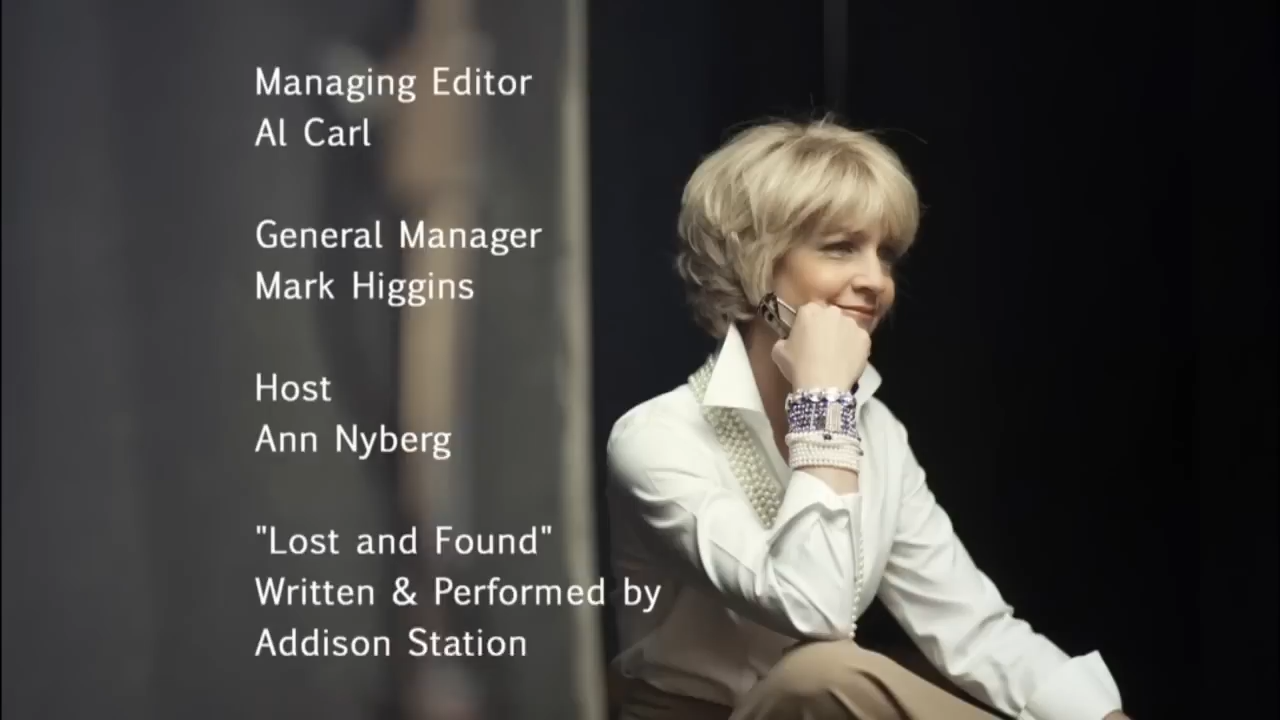 Managing Editor
Al Carl
General Manager
Mark Higgins
Host
Ann Nyberg
"Lost and Found"
Written & Performed by
Addison Station